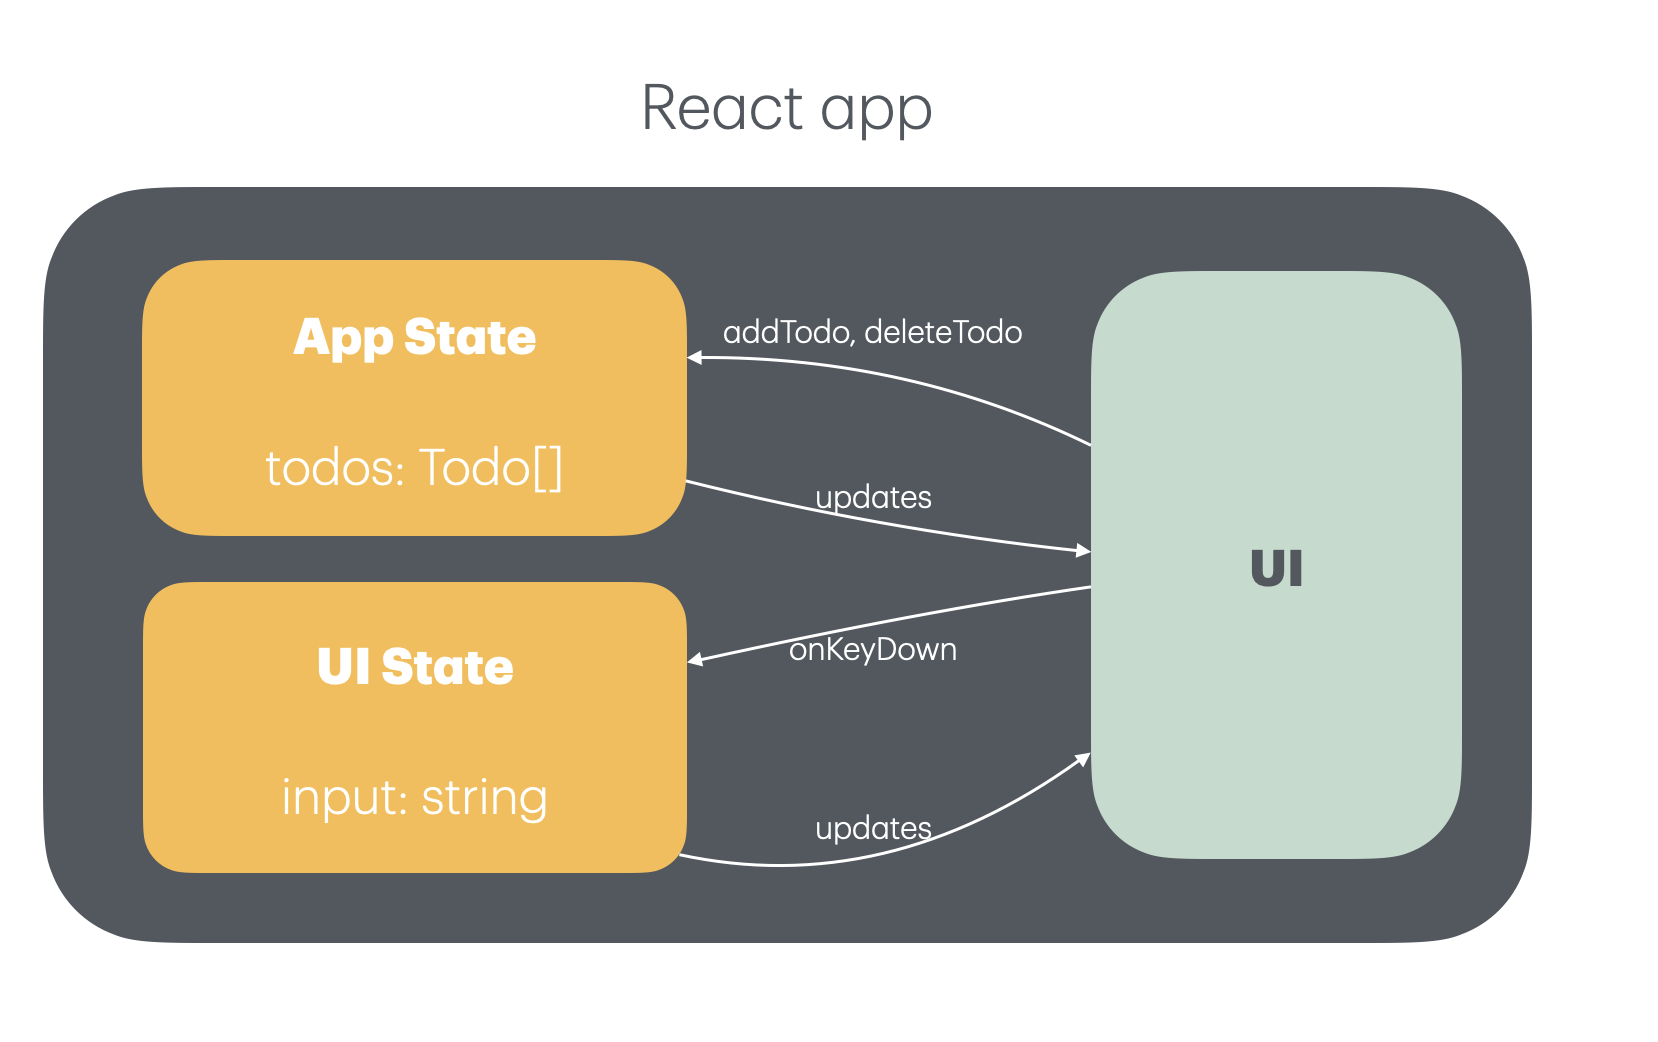 React app
App State
todos: Todo[]
addTodo, deleteTodo
updates
UI
onKeyDown
UI State
input: string
updates